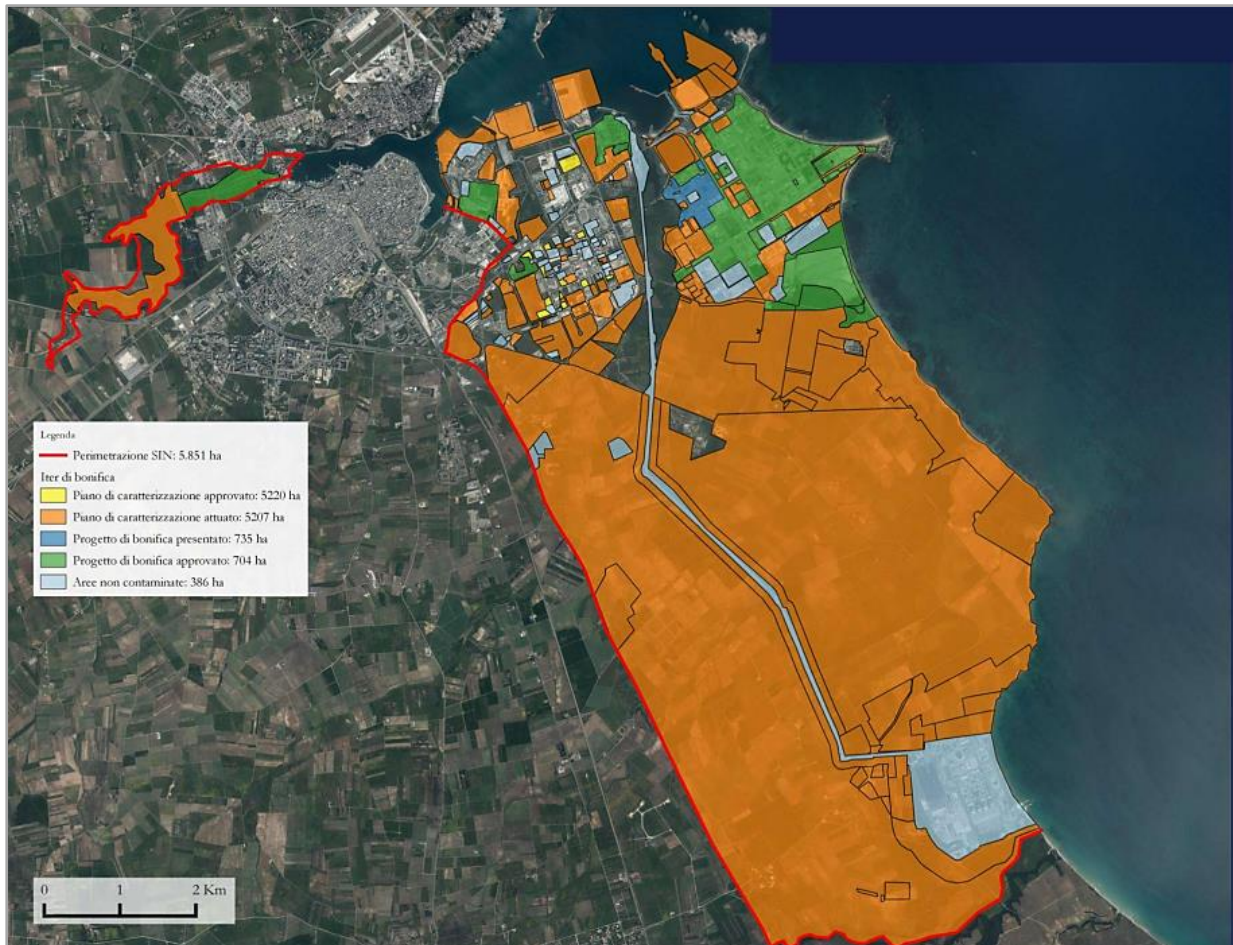 Legenda
Perimetrazione SIN: 5.851 ha
Iter di bonifica
Piano di caratterizzazione approvato: 5220 ha
Piano di caratterizzazione attuato: 5207 ha
Progetto di bonifica presentato: 735 ha
Progetto di bonifica approvato: 704 ha
Aree non contaminate: 386 ha
0 1 2 Km